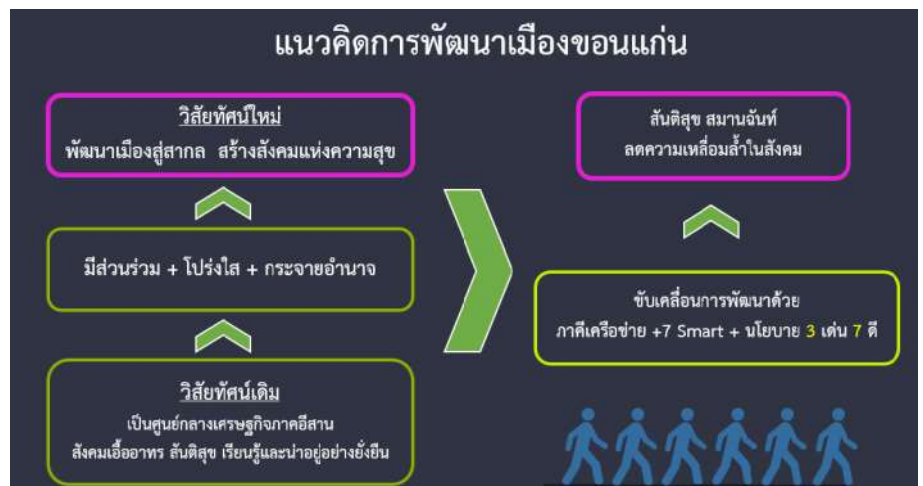 แนวคิดการพัฒนาเมืองขอนแก่น
วิสัยทัศน์ใหม่
พัฒนาเมืองสู่สากล สร้างสังคมแห่งความสุข
มีส่วนร่วม + โปร่งใส + กระจายอำนาจ
วิสัยทัศน์เดิม
เป็นศูนย์กลางเศรษฐกิจภาคอีสาน
สังคมเอื้ออาทร สันติสุข เรียนรู้และน่าอยู่อย่างยั่งยืน
สันติสุข สมานฉันท์
ลดความเหลื่อมล้ำในสังคม
ขับเคลื่อนการพัฒนาด้วย
ภาคีเครือข่าย +7 Smart + นโยบาย 3 เด่น 7 ดี